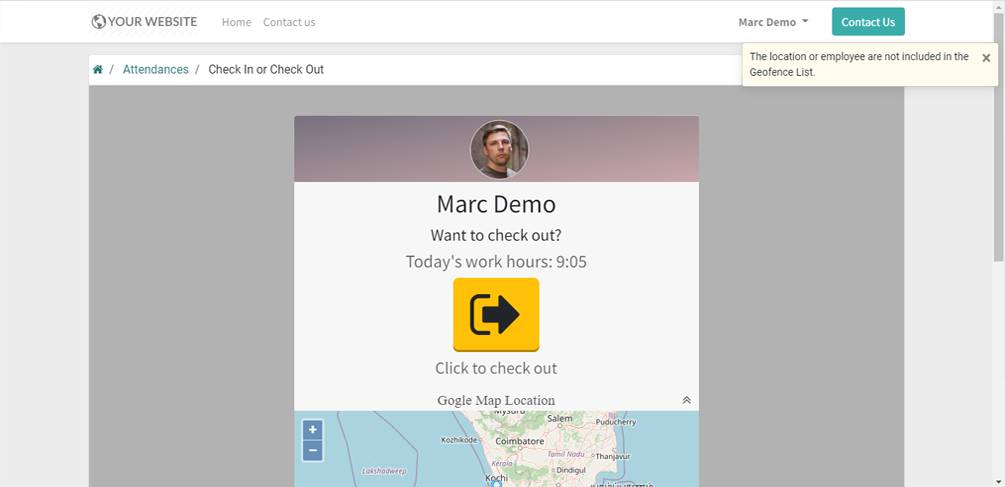 YOUR WEBSITE
Home
Contact us
Marc Demo
Contact Us
The location or employee are not included in the
Geofence List.
×
/ Attendances / Check In or Check Out
Marc Demo
Want to check out?
Today's work hours: 9:05
Click to check out
Gogle Map Location
+
−
Mysuru
Salem
Puducherry
Kozhikode
Coimbatore
Tamil Nadu
Thanjavur
Kerala
Lakshadweep
Dindigul
Kochi